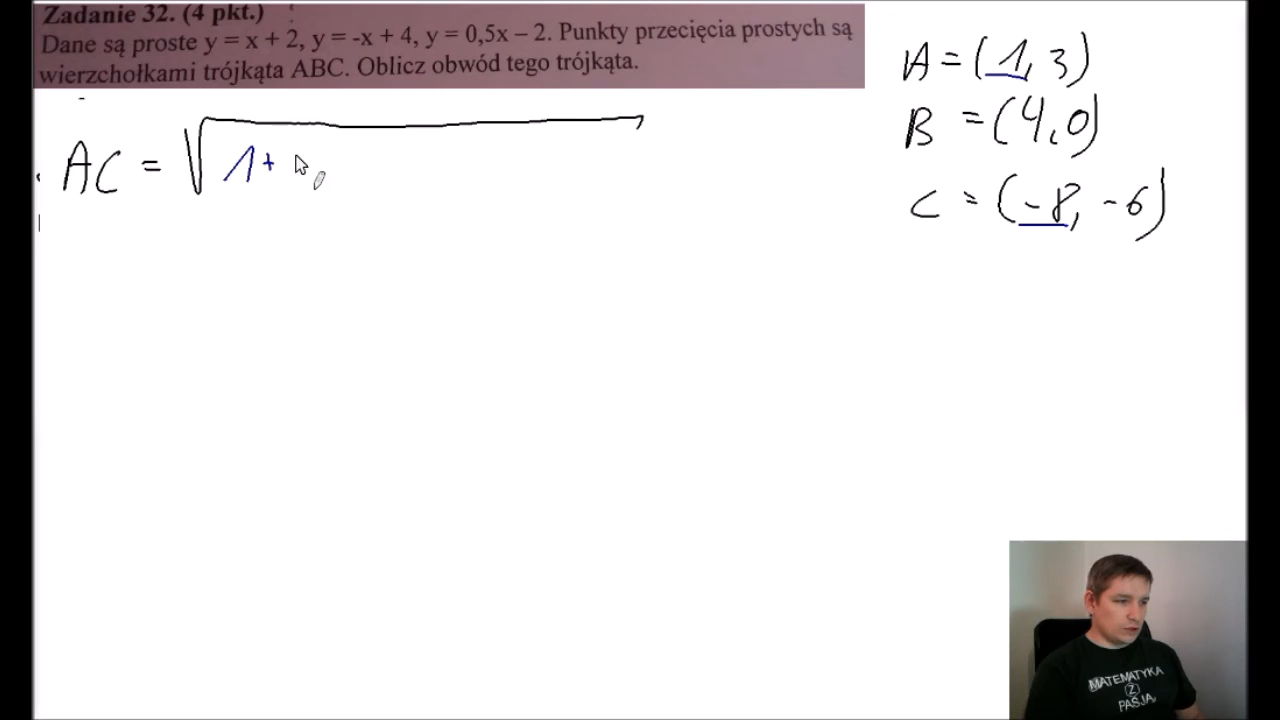 Zadanie 32. (4 pkt.)
Dane są proste y = x + 2, y = -x + 4, y = 0,5x – 2. Punkty przecięcia prostych są
wierzchołkami trójkąta ABC. Oblicz obwód tego trójkąta.
A = (1, 3)
B = (4, 0)
C = (-8, -6)
AC = √1+
MATEMATYKA
Z
PASJĄ